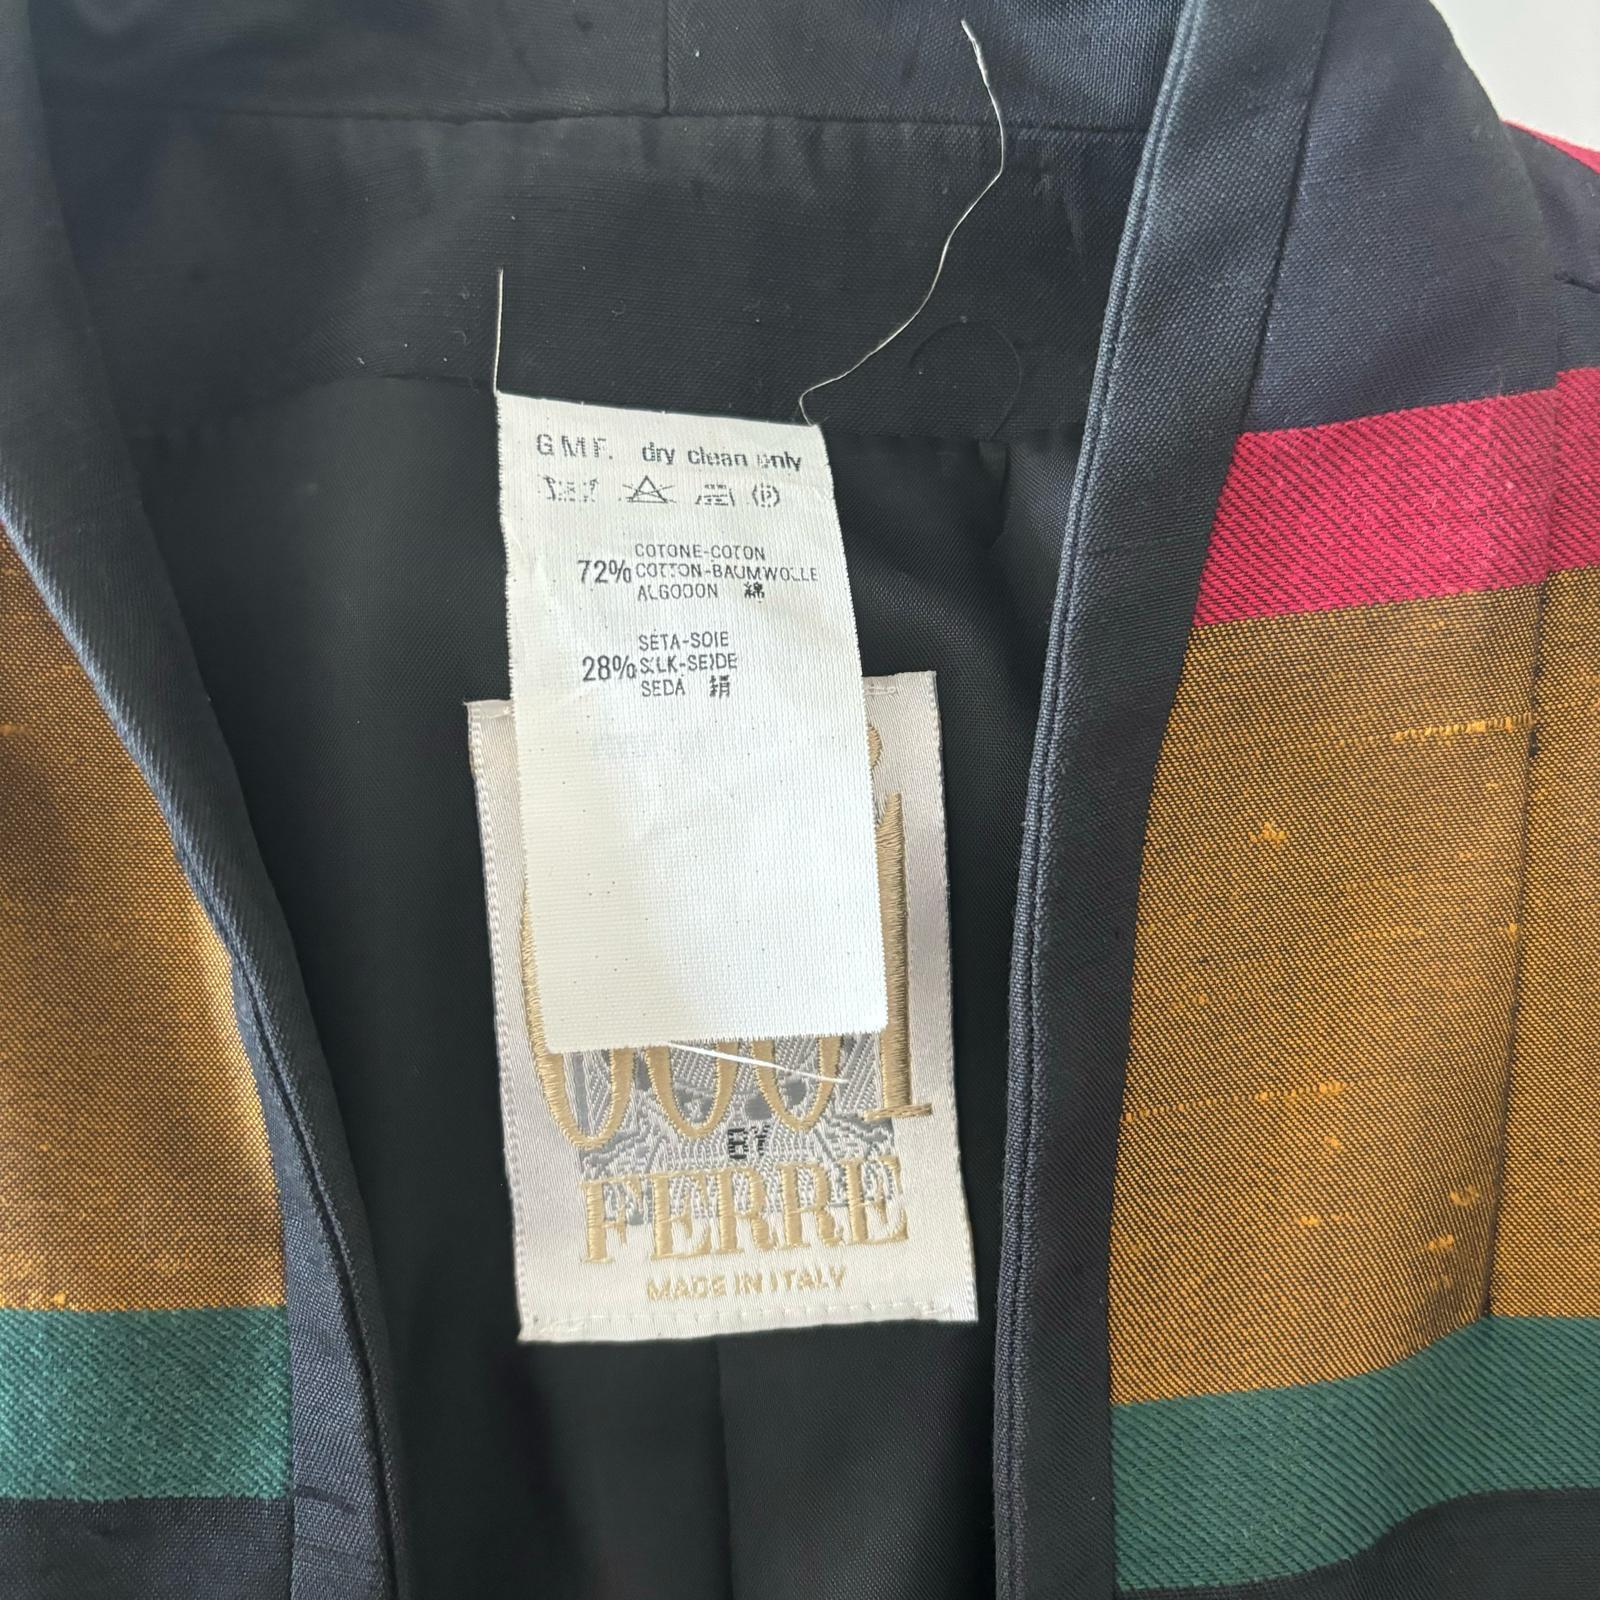 G.M.F. dry clean only
COTONE-COTON
72% COTTON-BAUMWOLLE
ALGODON 綿
SETA-SOIE
28% SILK-SEIDE
SEDA 絹
BY
FERRE
MADE IN ITALY